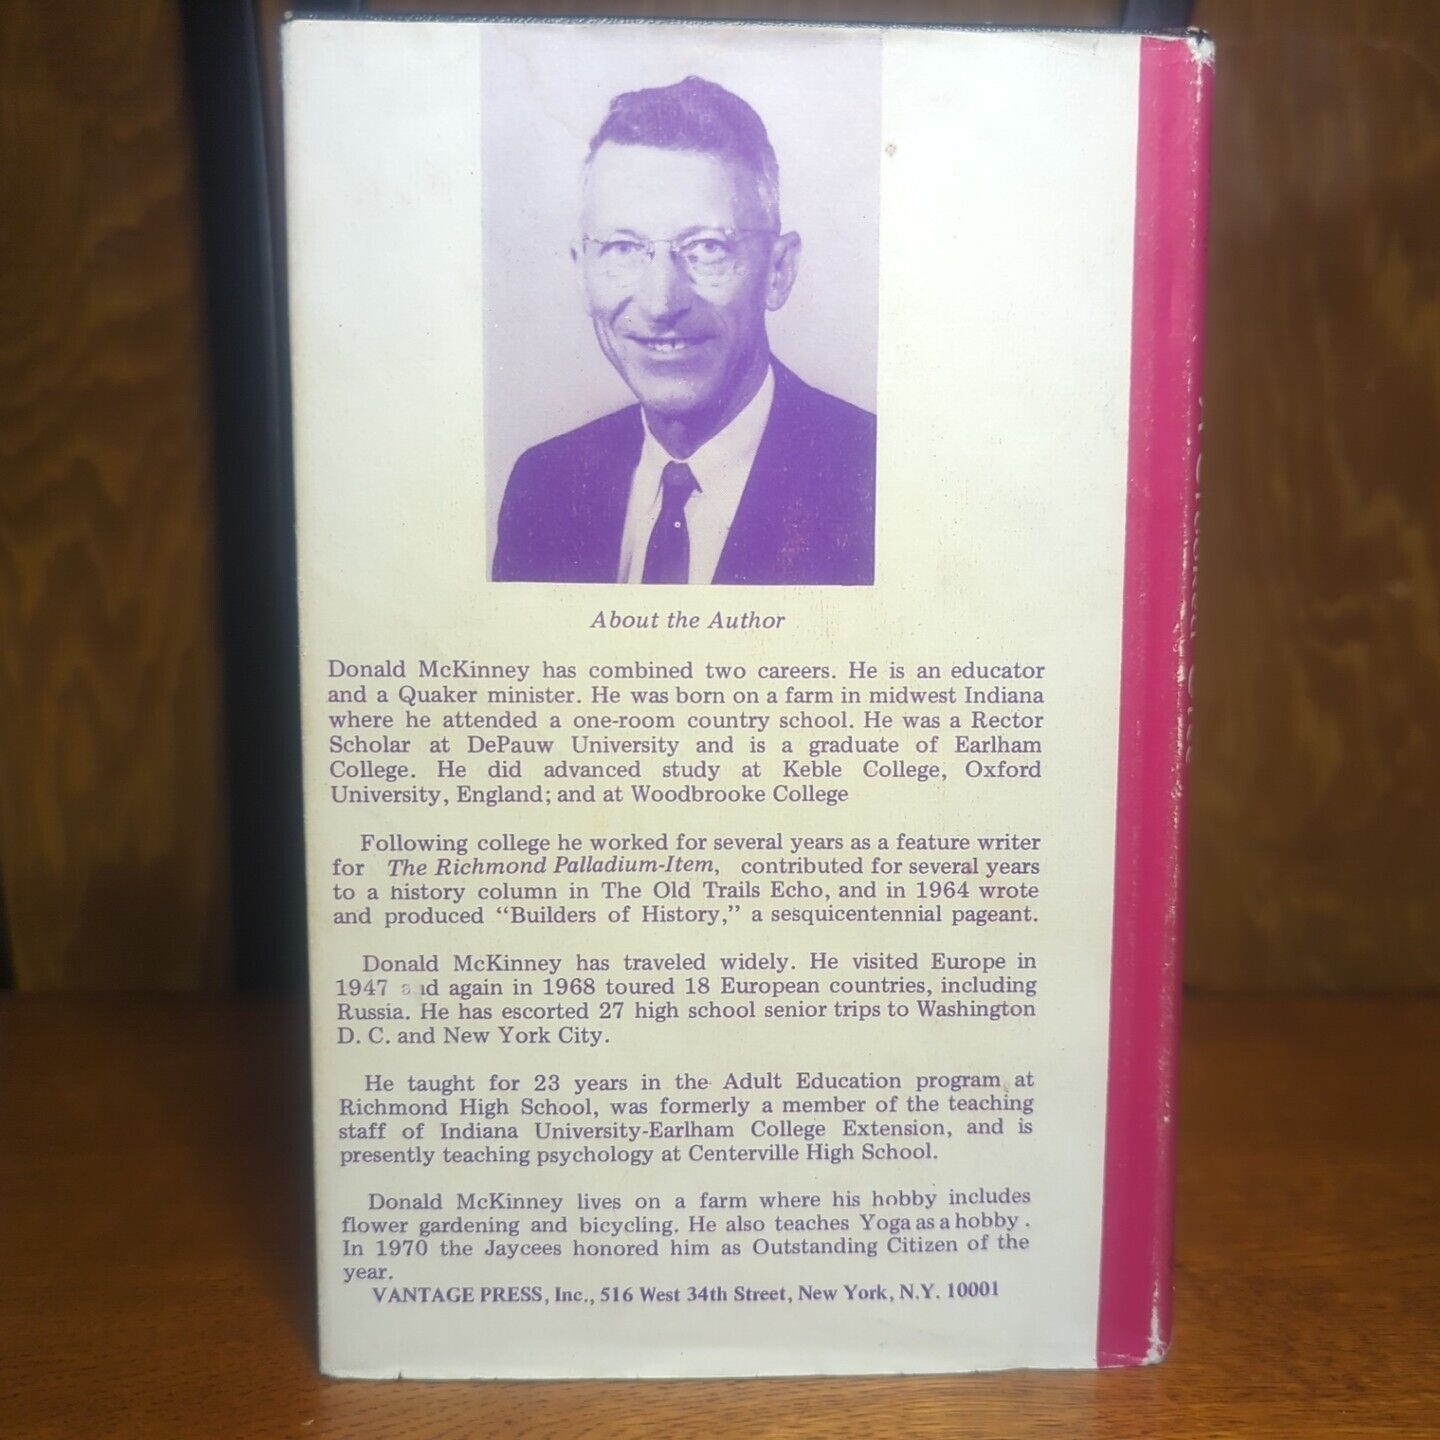 About the Author
Donald McKinney has combined two careers. He is an educator
and a Quaker minister. He was born on a farm in midwest Indiana
where he attended a one-room country school. He was a Rector
Scholar at DePauw University and is a graduate of Earlham
College. He did advanced study at Keble College, Oxford
University, England; and at Woodbrooke College
Following college he worked for several years as a feature writer
for The Richmond Palladium-Item, contributed for several years
to a history column in The Old Trails Echo, and in 1964 wrote
and produced “Builders of History,” a sesquicentennial pageant.
Donald McKinney has traveled widely. He visited Europe in
1947 and again in 1968 toured 18 European countries, including
Russia. He has escorted 27 high school senior trips to Washington
D. C. and New York City.
He taught for 23 years in the Adult Education program at
Richmond High School, was formerly a member of the teaching
staff of Indiana University-Earlham College Extension, and is
presently teaching psychology at Centerville High School.
Donald McKinney lives on a farm where his hobby includes
flower gardening and bicycling. He also teaches Yoga as a hobby.
In 1970 the Jaycees honored him as Outstanding Citizen of the
year.
VANTAGE PRESS, Inc., 516 West 34th Street, New York, N.Y. 10001